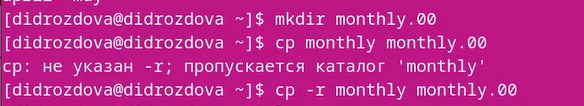 [didrozdova@didrozdova ~]$ mkdir monthly.00
[didrozdova@didrozdova ~]$ cp monthly monthly.00
cp: не указан -r; пропускается каталог 'monthly'
[didrozdova@didrozdova ~]$ cp -r monthly monthly.00